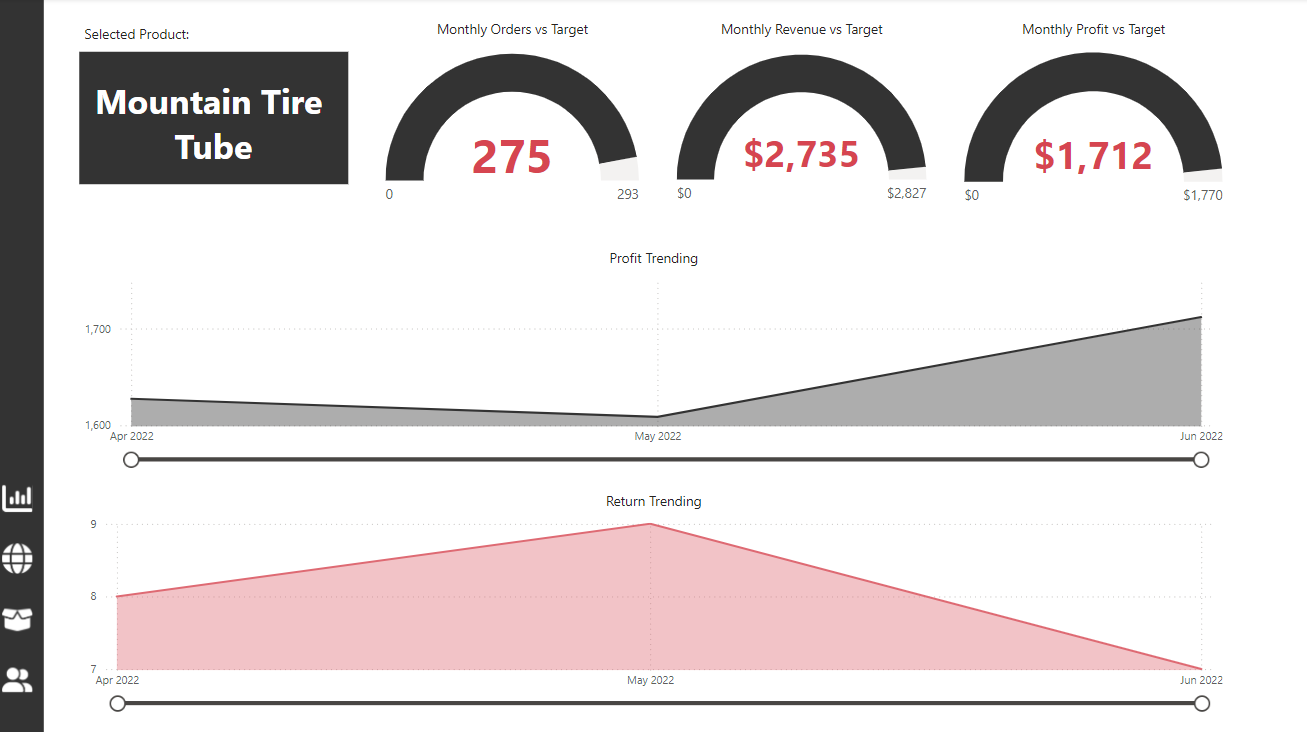 Selected Product:
Mountain Tire
Tube
Monthly Orders vs Target
275
0
293
Monthly Revenue vs Target
$2,735
$0
$2,827
Monthly Profit vs Target
$1,712
$0
$1,770
Profit Trending
1,700
1,600
Apr 2022
May 2022
Jun 2022
Return Trending
9
8
7
Apr 2022
May 2022
Jun 2022